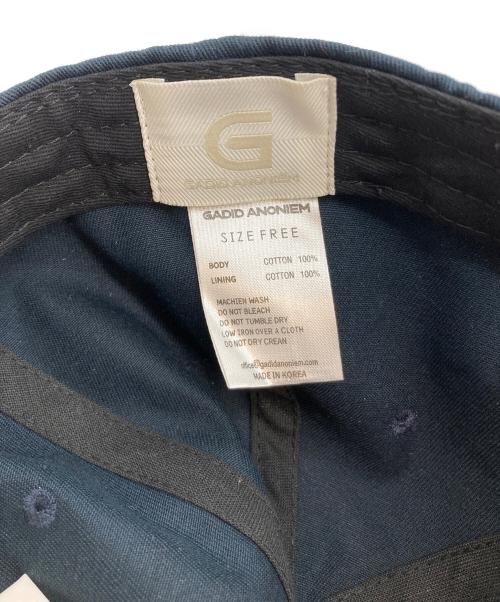 G
GADID ANONIEM
GADID ANONIEM
SIZE FREE
BODY COTTON 100%
LINING COTTON 100%
MACHIEN WASH
DO NOT BLEACH
DO NOT TUMBLE DRY
LOW IRON OVER A CLOTH
DO NOT DRY CREAN
office@gadidanoniem.com
MADE IN KOREA